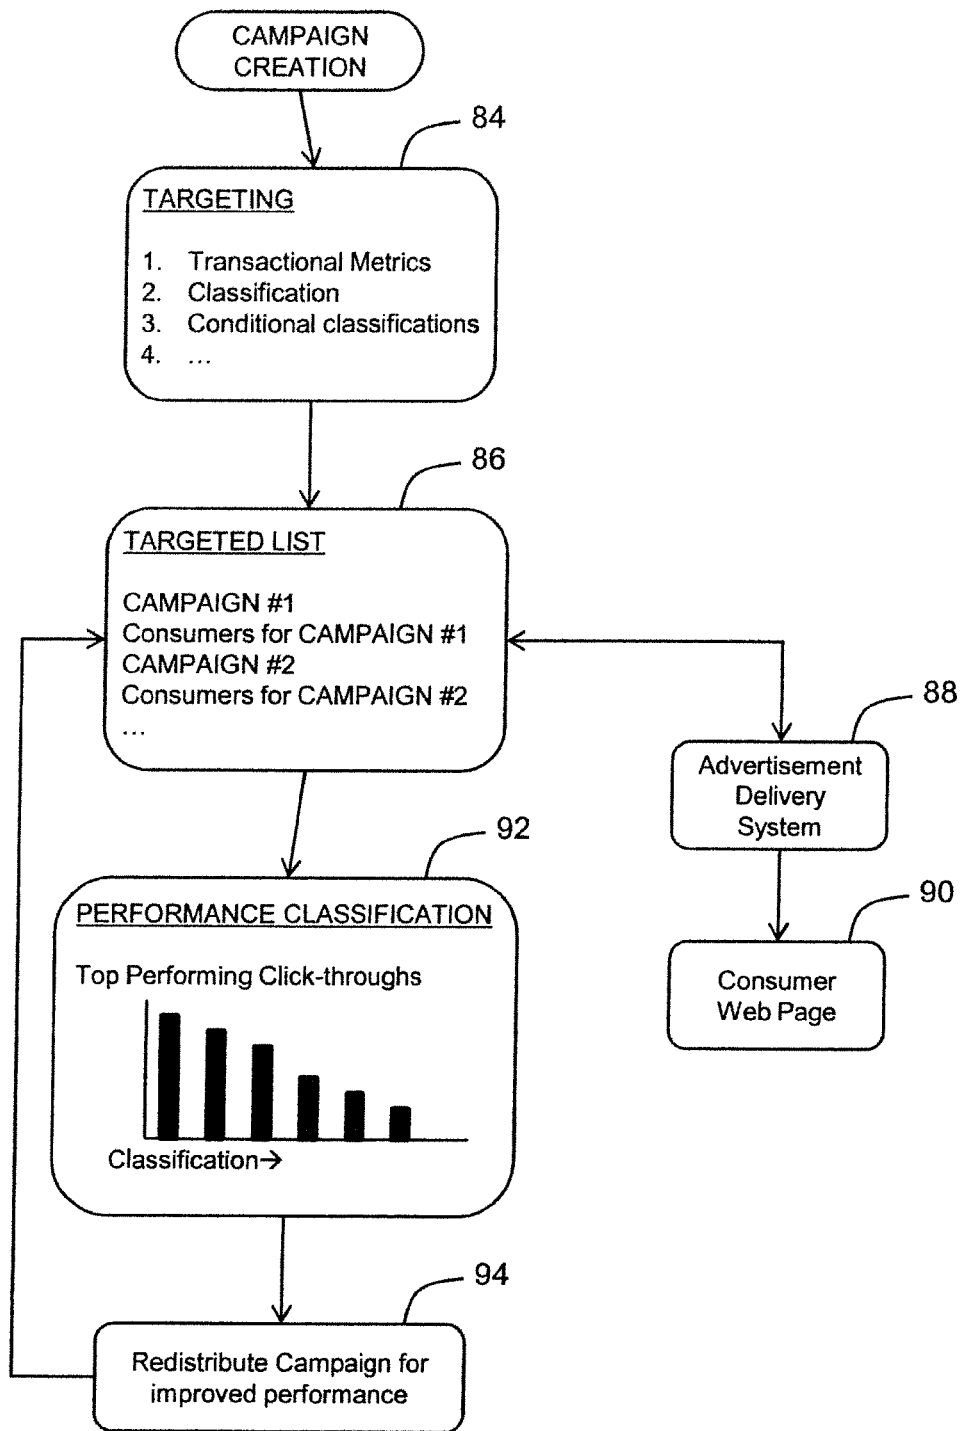 CAMPAIGN
CREATION
84
TARGETING
1. Transactional Metrics
2. Classification
3. Conditional classifications
4. ...
86
TARGETED LIST
CAMPAIGN #1
Consumers for CAMPAIGN #1
CAMPAIGN #2
Consumers for CAMPAIGN #2
...
88
Advertisement
Delivery
System
92
PERFORMANCE CLASSIFICATION
Top Performing Click-throughs
Classification→
90
Consumer
Web Page
94
Redistribute Campaign for
improved performance